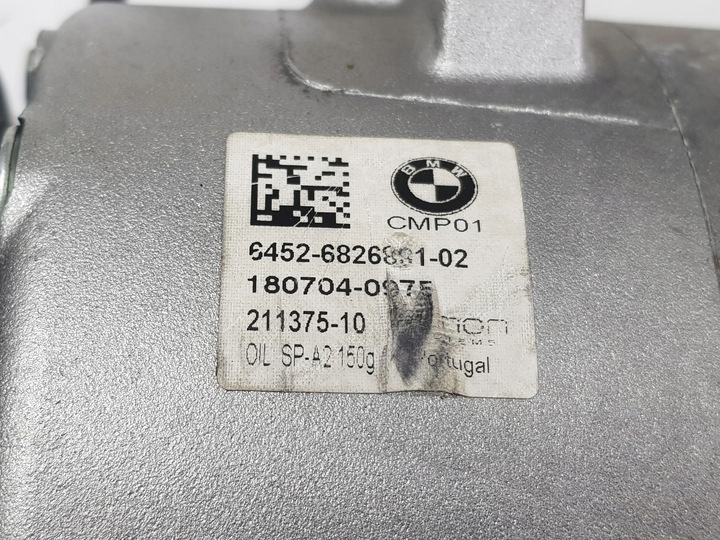 BMW
CMP01
180704-0975
211375-10
OIL SP-A2 150g Portugal